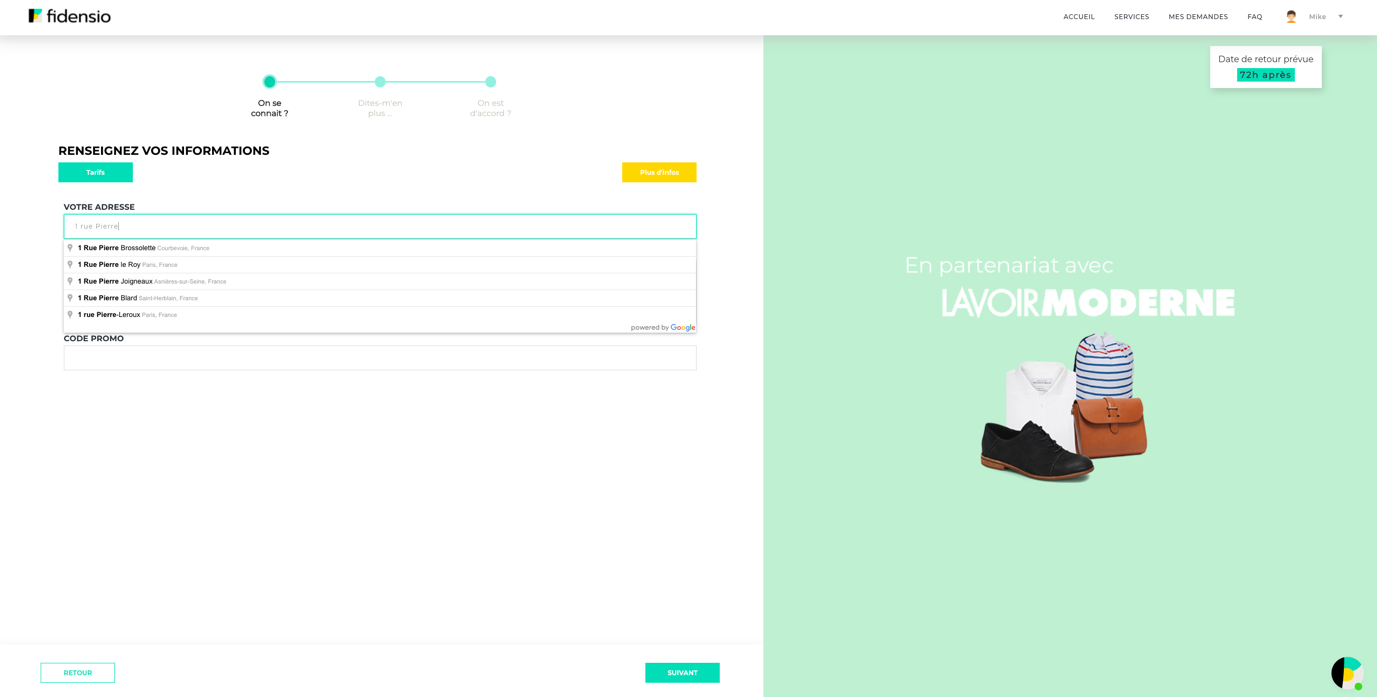 fidensio
ACCUEIL SERVICES MES DEMANDES FAQ Mike
Date de retour prévue
72h après
On se
connait ?
Dites-m'en
plus ...
On est
d'accord ?
RENSEIGNEZ VOS INFORMATIONS
Tarifs
Plus d'infos
VOTRE ADRESSE
1 rue Pierre
1 Rue Pierre Brossolette Courbevoie, France
1 Rue Pierre le Roy Paris, France
1 Rue Pierre Joigneaux Asnières-sur-Seine, France
1 Rue Pierre Blard Saint-Herblain, France
1 rue Pierre-Leroux Paris, France
powered by Google
CODE PROMO
RETOUR
SUIVANT
En partenariat avec
LAVOIRMODERNE